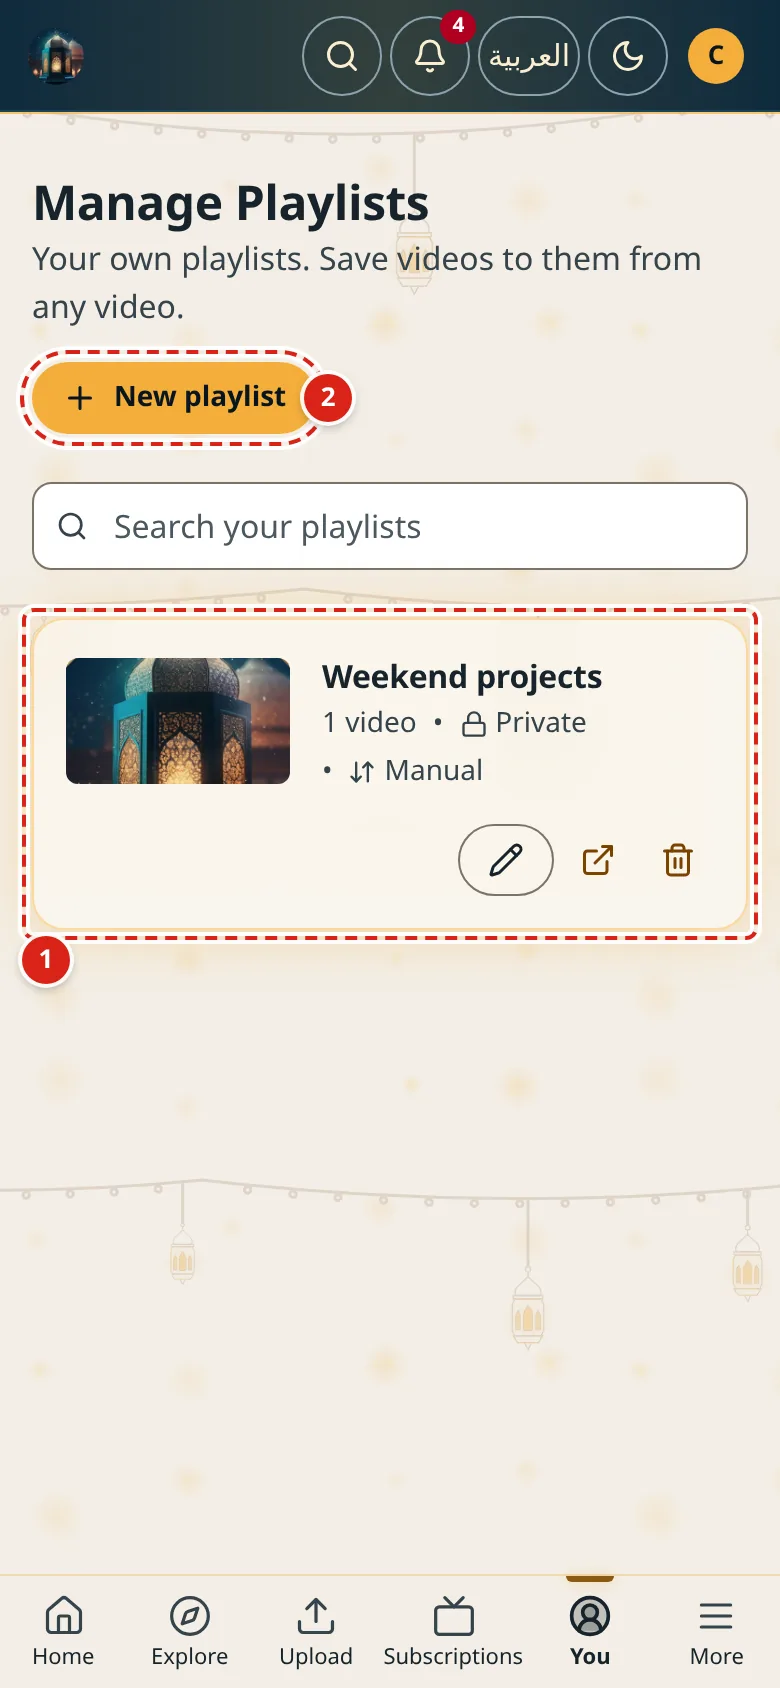 4
العربية
C
Manage Playlists
Your own playlists. Save videos to them from
any video.
New playlist
2
Search your playlists
Weekend projects
1 video • Private
• Manual
1
Home
Explore
Upload
Subscriptions
You
More